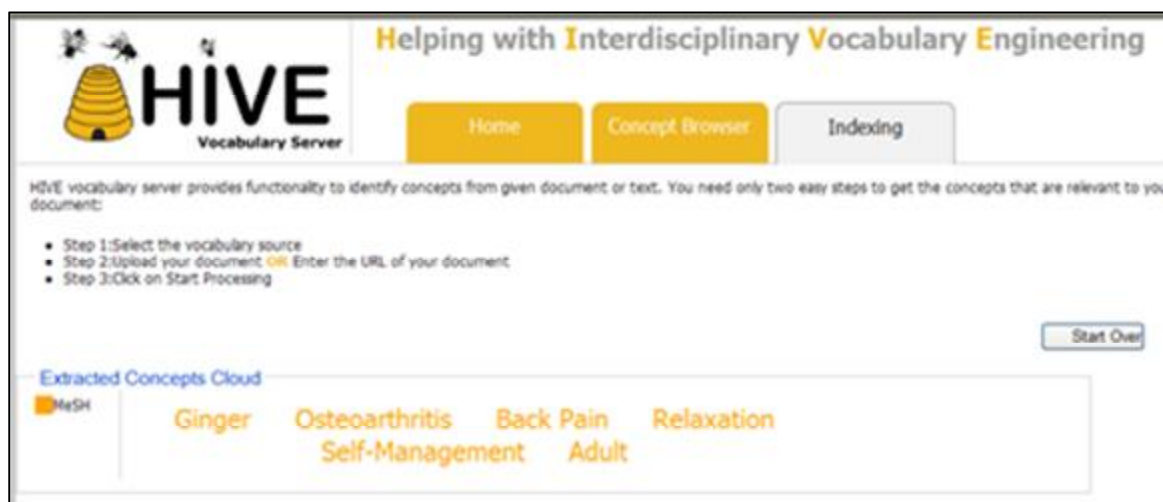 Helping with Interdisciplinary Vocabulary Engineering
HIVE
Vocabulary Server
Home
Concept Browser
Indexing
HIVE vocabulary server provides functionality to identify concepts from given document or text. You need only two easy steps to get the concepts that are relevant to you
document:
Step 1:Select the vocabulary source
Step 2:Upload your document OR Enter the URL of your document
Step 3:Click on Start Processing
Start Over
Extracted Concepts Cloud
MeSH
Ginger Osteoarthritis Back Pain Relaxation
Self-Management Adult